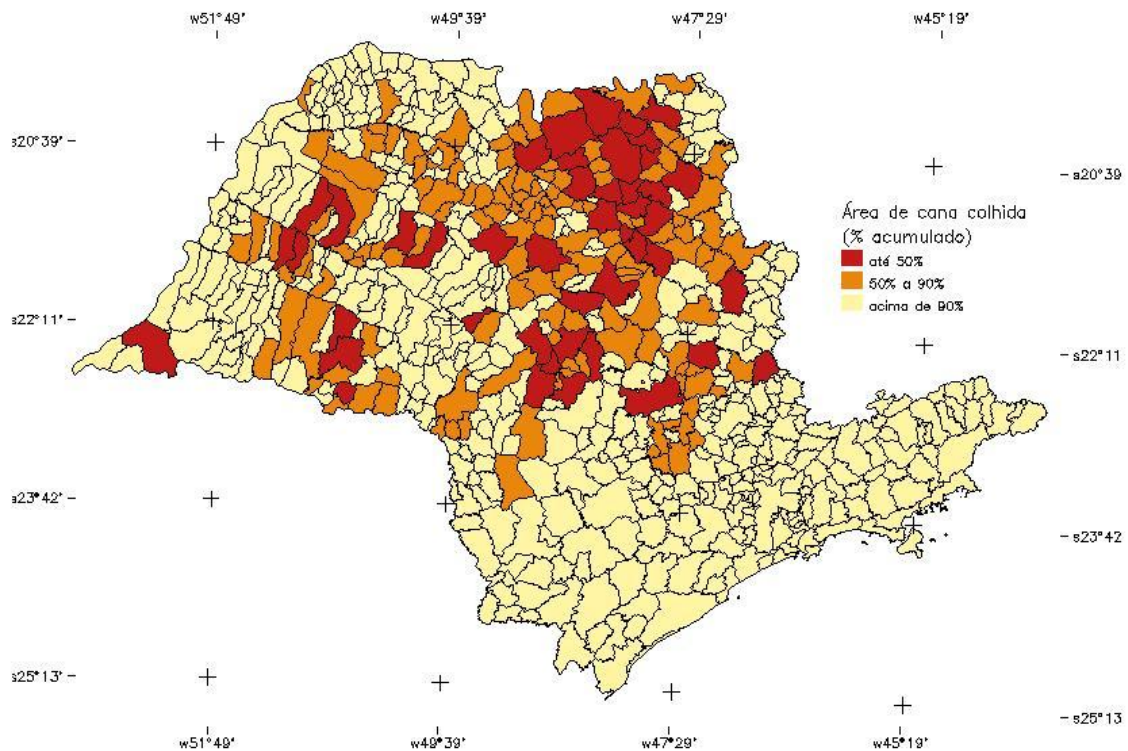 w51°49' w49°39' w47°29' w45°19'
s20°39' s20°39'
Área de cana colhida
(% acumulado)
até 50%
50% a 90%
acima de 90%
s22°11' s22°11'
s23°42' s23°42'
s25°13' s25°13'
w51°49' w49°39' w47°29' w45°19'